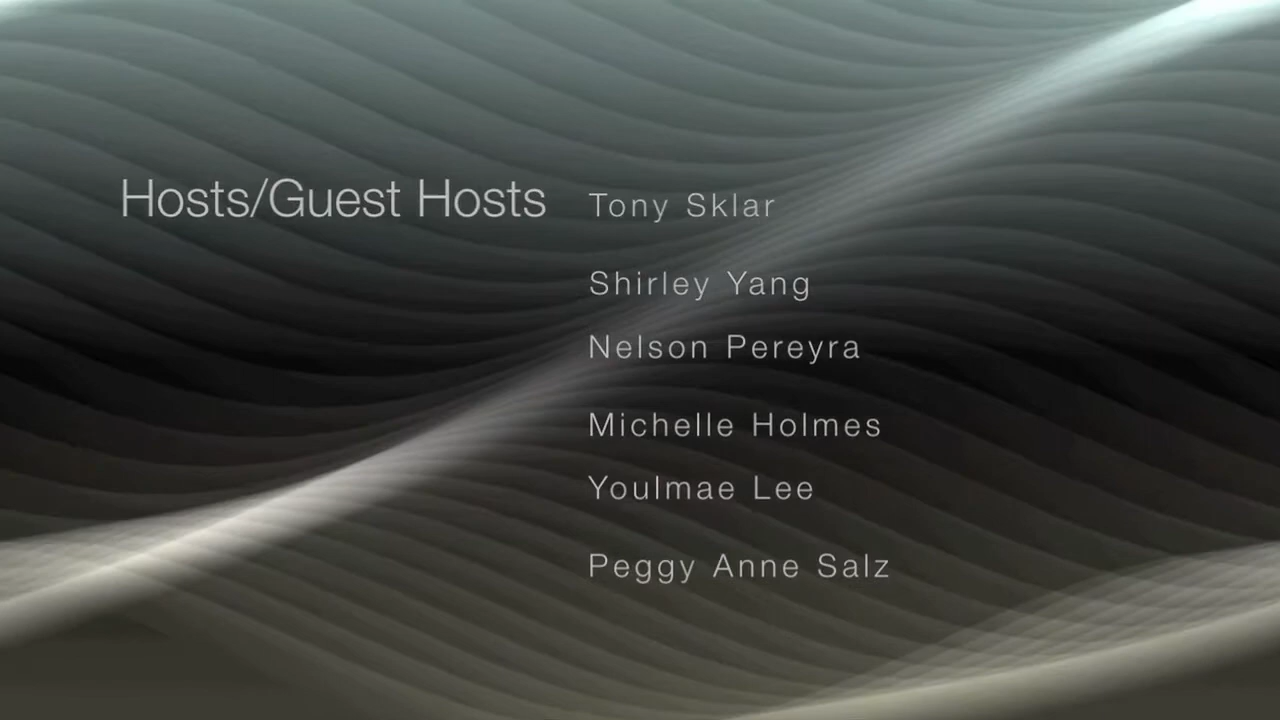 Hosts/Guest Hosts Tony Sklar
Shirley Yang
Nelson Pereyra
Michelle Holmes
Youlmae Lee
Peggy Anne Salz